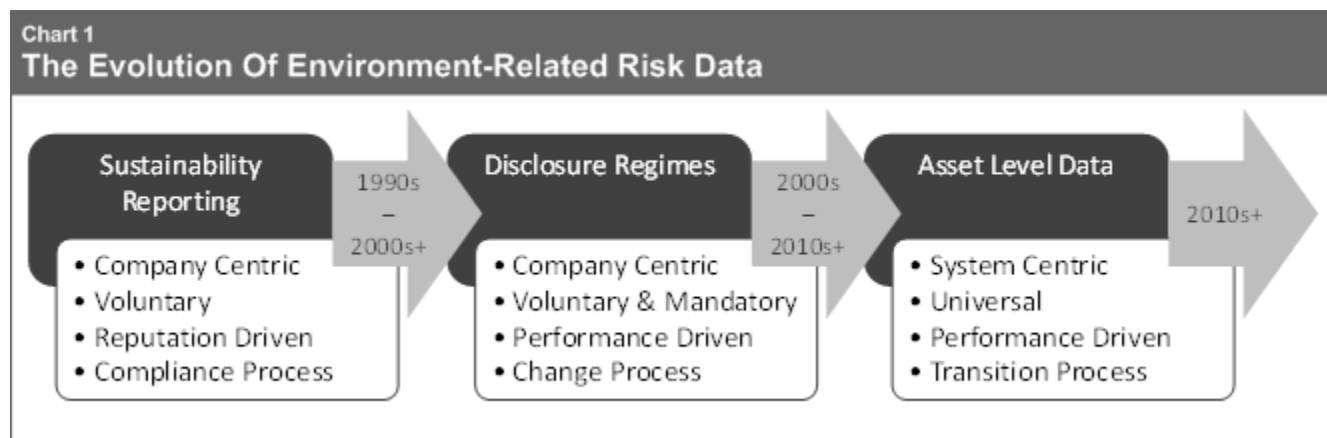 Chart 1
The Evolution Of Environment-Related Risk Data
Sustainability
Reporting
• Company Centric
• Voluntary
• Reputation Driven
• Compliance Process
1990s
–
2000s+
Disclosure Regimes
• Company Centric
• Voluntary & Mandatory
• Performance Driven
• Change Process
2000s
–
2010s+
Asset Level Data
• System Centric
• Universal
• Performance Driven
• Transition Process
2010s+